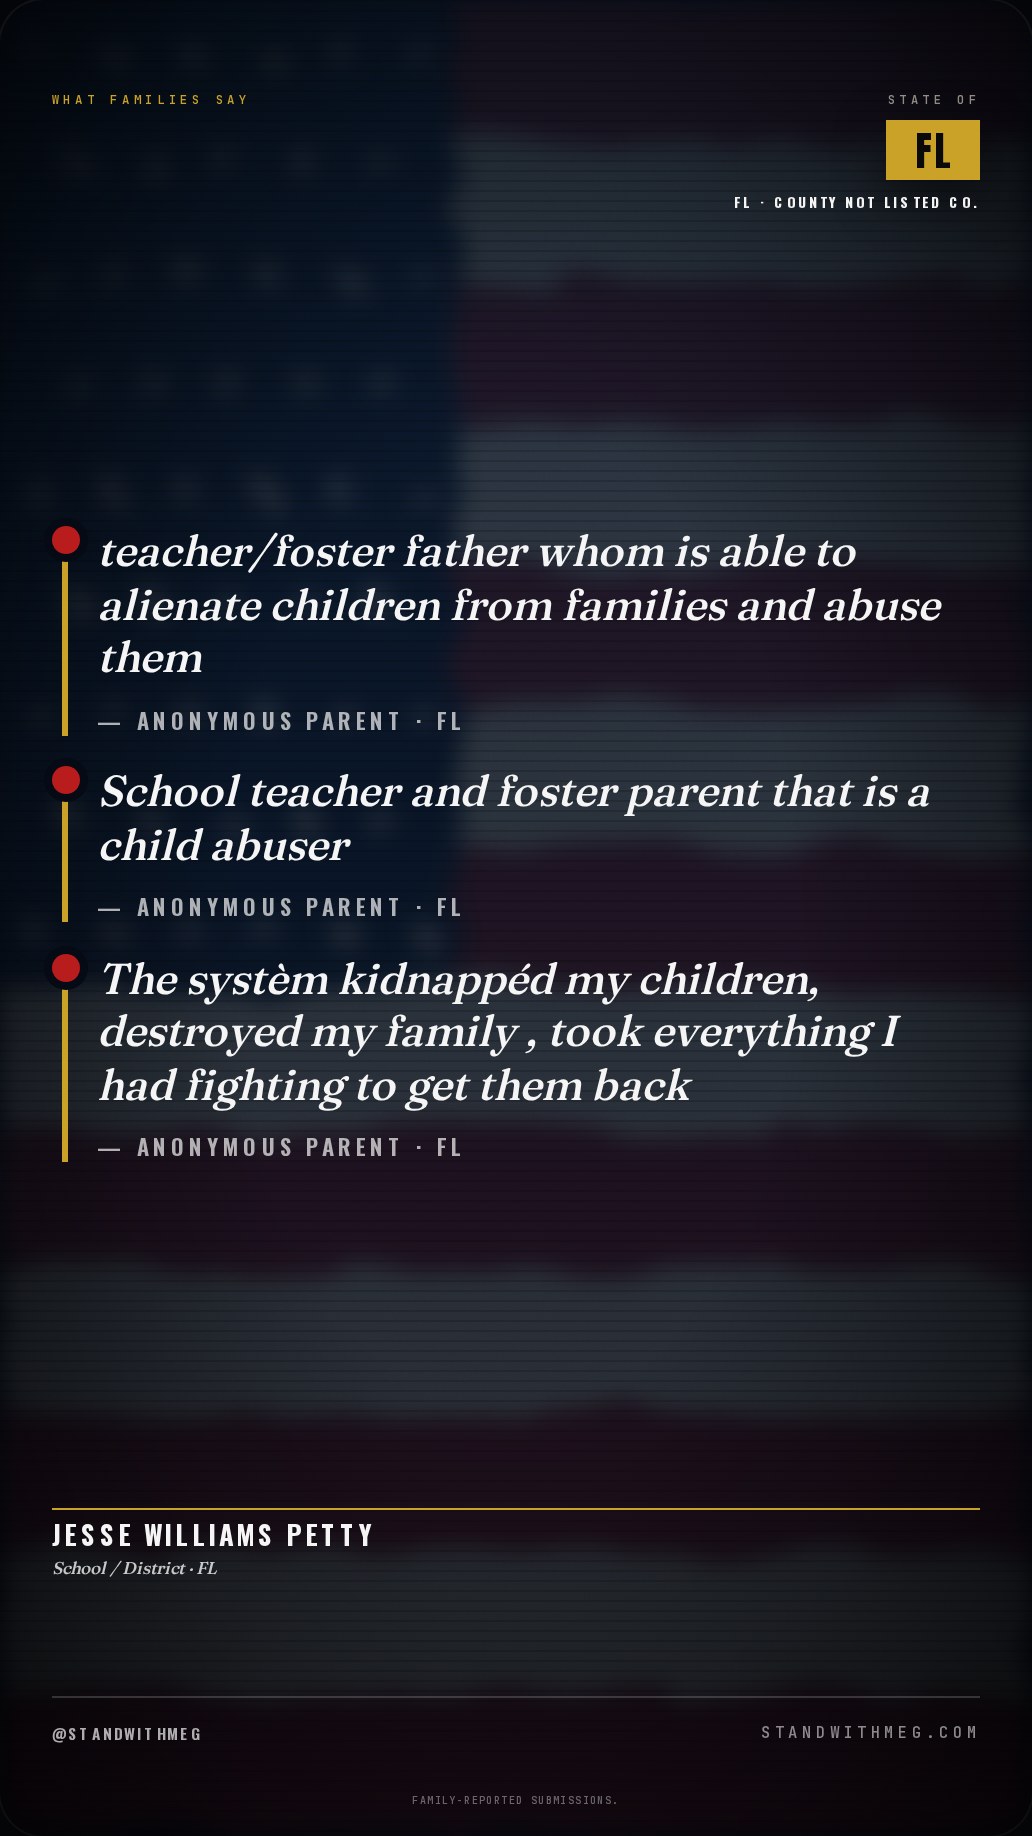 WHAT FAMILIES SAY
STATE OF
FL
FL · COUNTY NOT LISTED CO.
teacher/foster father whom is able to
alienate children from families and abuse
them
— ANONYMOUS PARENT · FL
School teacher and foster parent that is a
child abuser
— ANONYMOUS PARENT · FL
The systèm kidnappéd my children,
destroyed my family , took everything I
had fighting to get them back
— ANONYMOUS PARENT · FL
JESSE WILLIAMS PETTY
School / District · FL
@STANDWITHMEG
STANDWITHMEG.COM
FAMILY-REPORTED SUBMISSIONS.